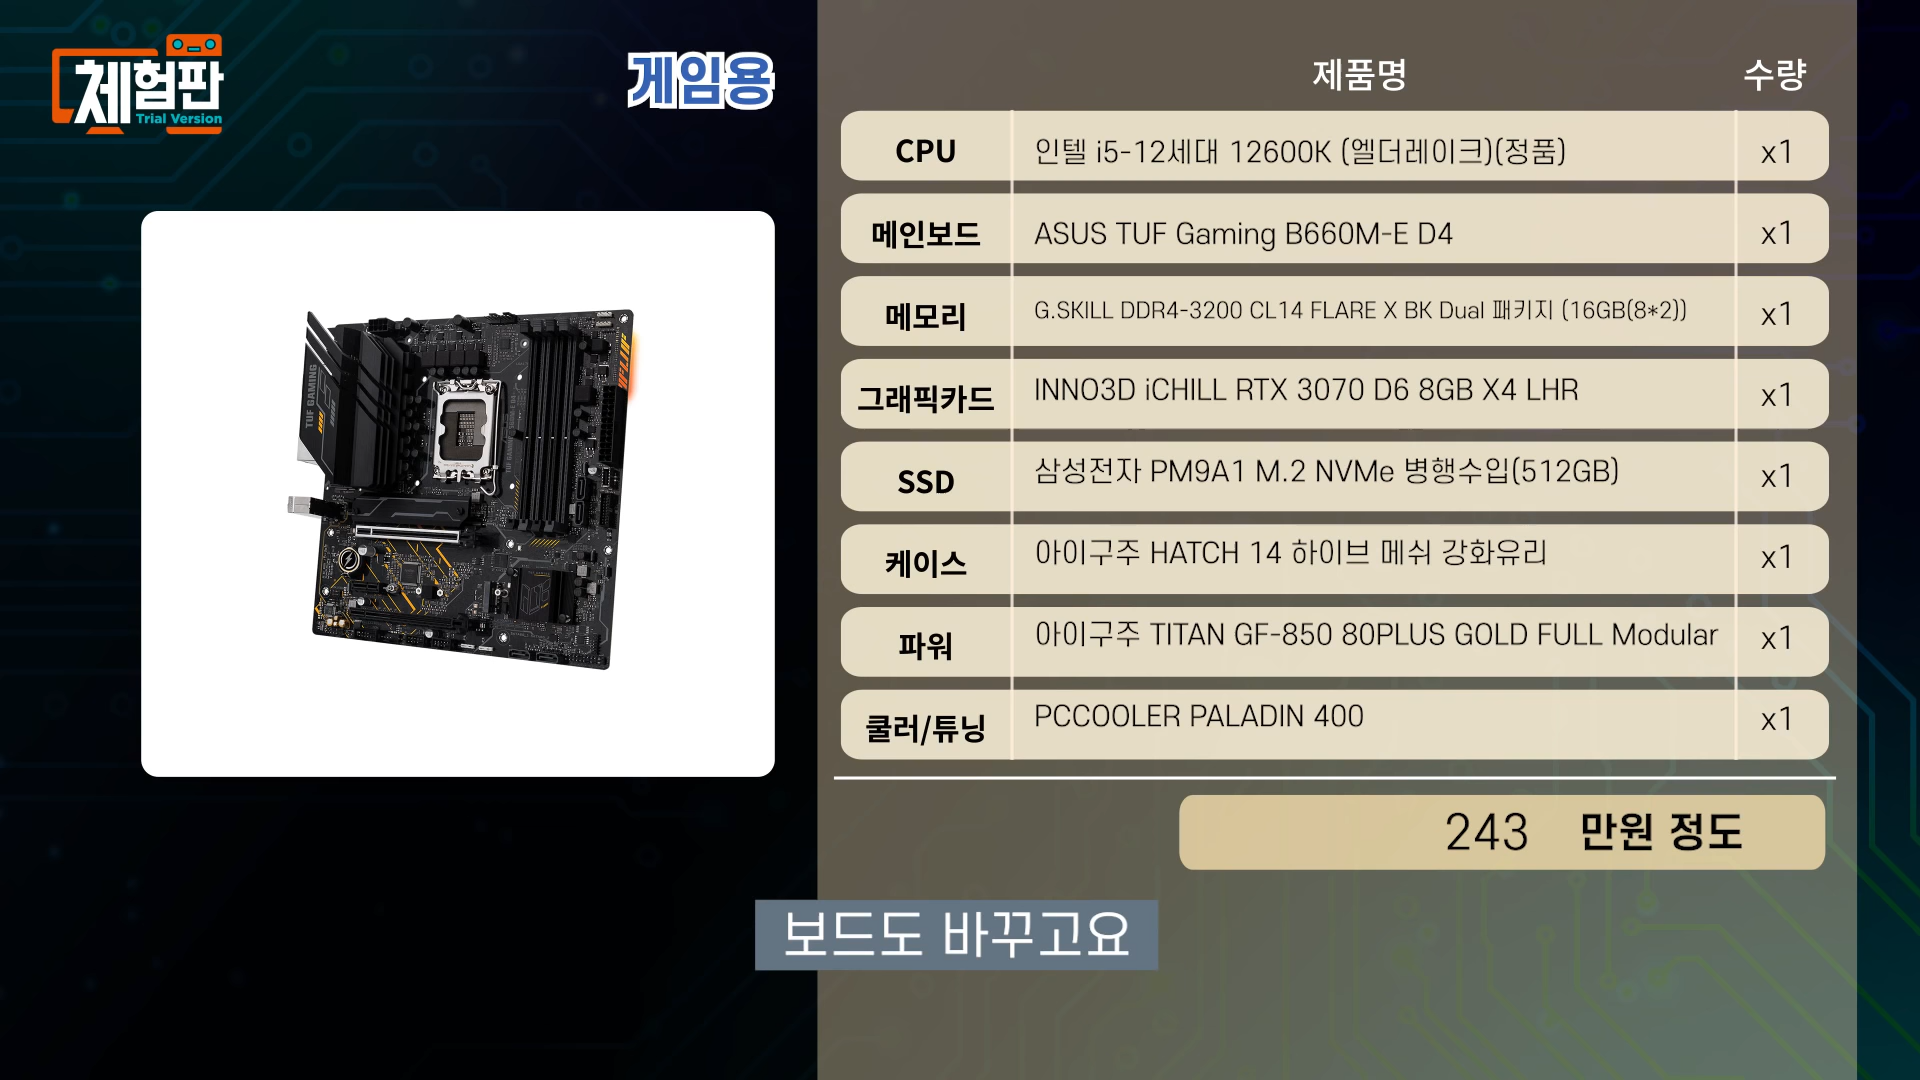 체험판
Trial Version
게임용
제품명 수량
CPU 인텔 i5-12세대 12600K (엘더레이크)(정품) x1
메인보드 ASUS TUF Gaming B660M-E D4 x1
메모리 G.SKILL DDR4-3200 CL14 FLARE X BK Dual 패키지 (16GB(8*2)) x1
그래픽카드 INNO3D iCHILL RTX 3070 D6 8GB X4 LHR x1
SSD 삼성전자 PM9A1 M.2 NVMe 병행수입(512GB) x1
케이스 아이구주 HATCH 14 하이브 메쉬 강화유리 x1
파워 아이구주 TITAN GF-850 80PLUS GOLD FULL Modular x1
쿨러/튜닝 PCCOOLER PALADIN 400 x1
243 만원 정도
보드도 바꾸고요
TUF GAMING